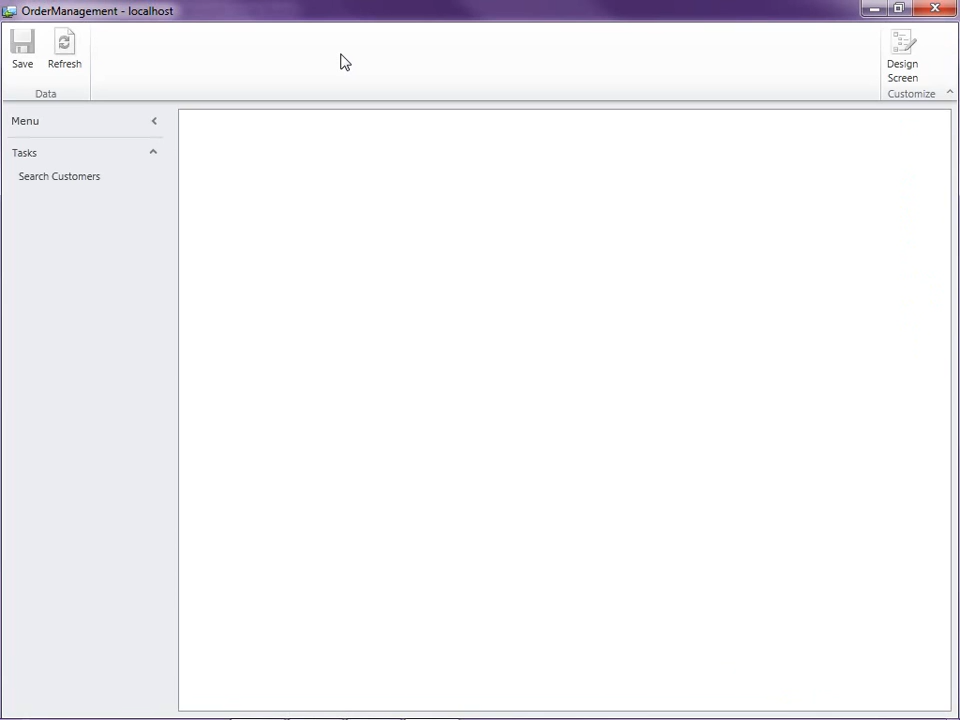 OrderManagement - localhost
Save
Refresh
Design
Screen
Data
Customize
Menu
Tasks
Search Customers